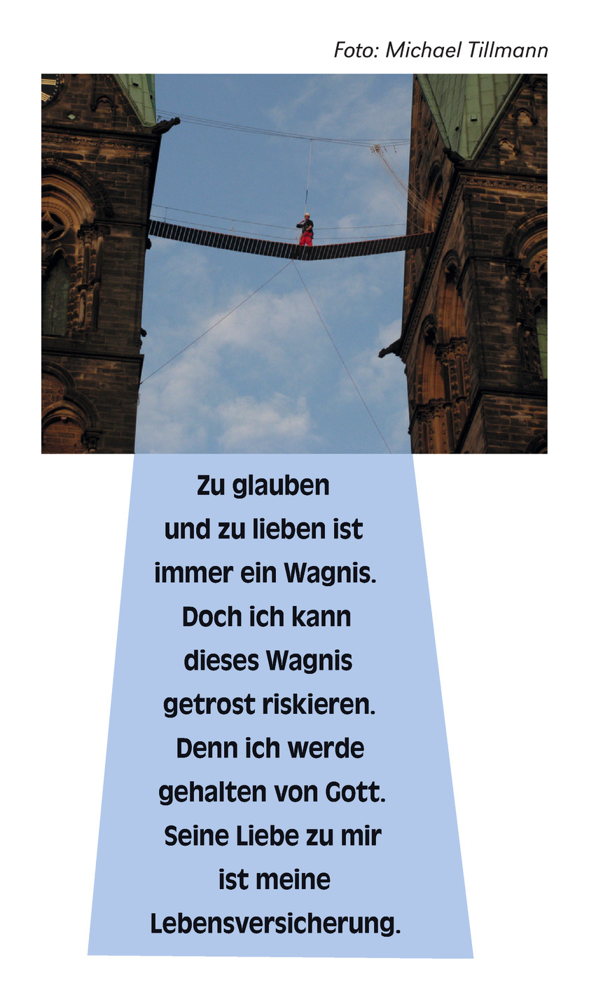 Foto: Michael Tillmann
Zu glauben
und zu lieben ist
immer ein Wagnis.
Doch ich kann
dieses Wagnis
getrost riskieren.
Denn ich werde
gehalten von Gott.
Seine Liebe zu mir
ist meine
Lebensversicherung.